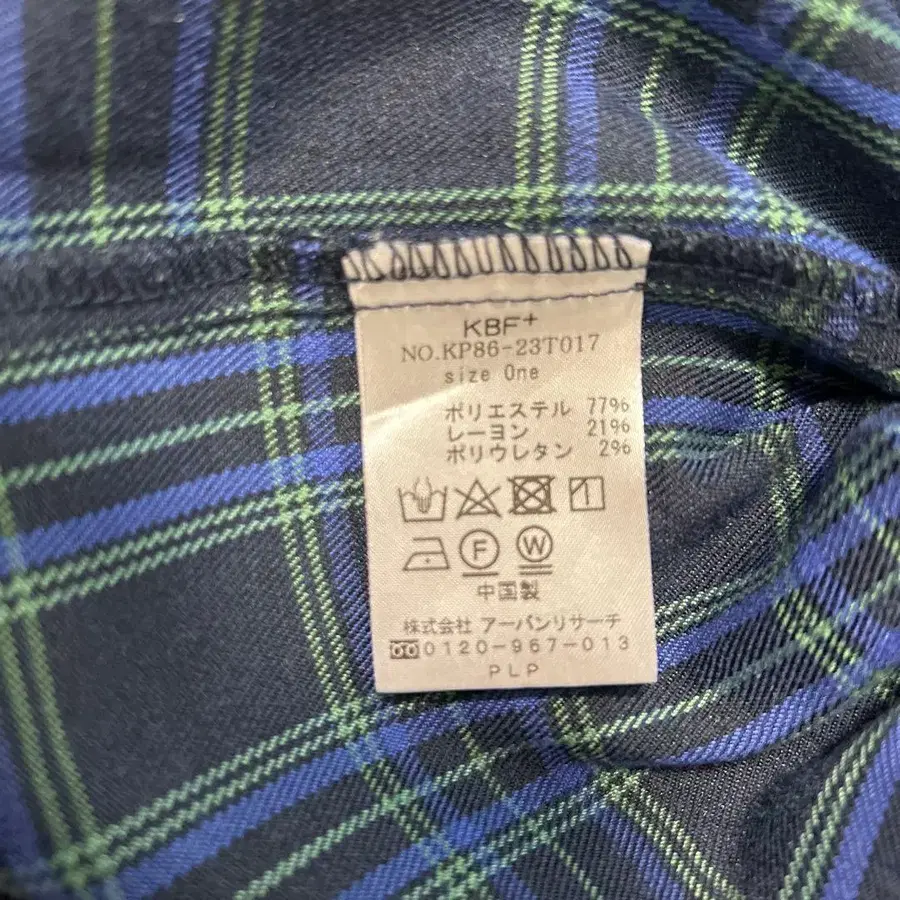 KBF+
NO.KP86-23T017
size One
ポリエステル 77%
レーヨン 21%
ポリウレタン 2%
F W
中国製
株式会社 アーバンリサーチ
0120-967-013
PLP